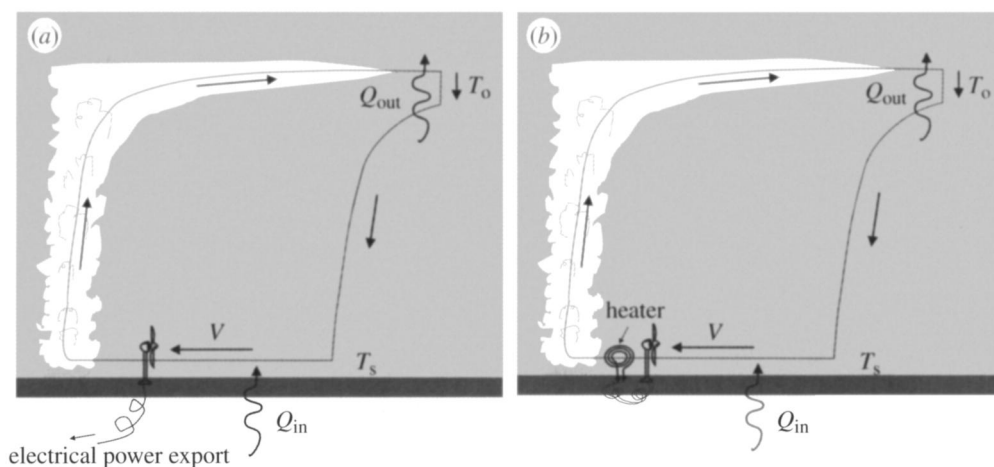 (a)
Q_out
T_o
V
T_s
Q_in
electrical power export
(b)
Q_out
T_o
heater
V
T_s
Q_in